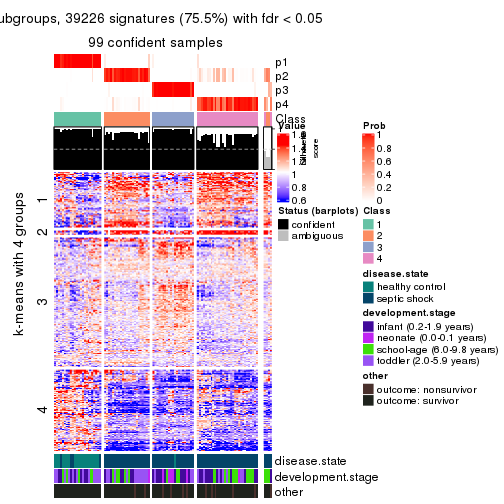 ubgroups, 39226 signatures (75.5%) with fdr < 0.05
99 confident samples
p1
p2
p3
p4
Class
Silhouette
score
k-means with 4 groups
1
2
3
4
Value
1
0.8
0.6
Prob
1
0.8
0.6
0.4
0.2
0
Status (barplots)
confident
ambiguous
Class
1
2
3
4
disease.state
healthy control
septic shock
development.stage
infant (0.2-1.9 years)
neonate (0.0-0.1 years)
school-age (6.0-9.8 years)
toddler (2.0-5.9 years)
other
outcome: nonsurvivor
outcome: survivor
disease.state
development.stage
other